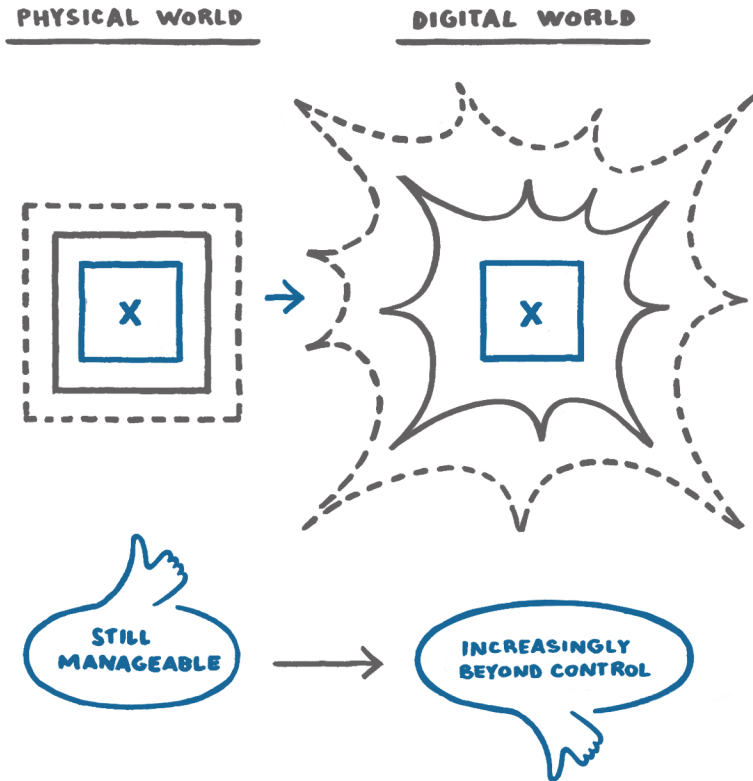 PHYSICAL WORLD
DIGITAL WORLD
X
X
STILL
MANAGEABLE
INCREASINGLY
BEYOND CONTROL